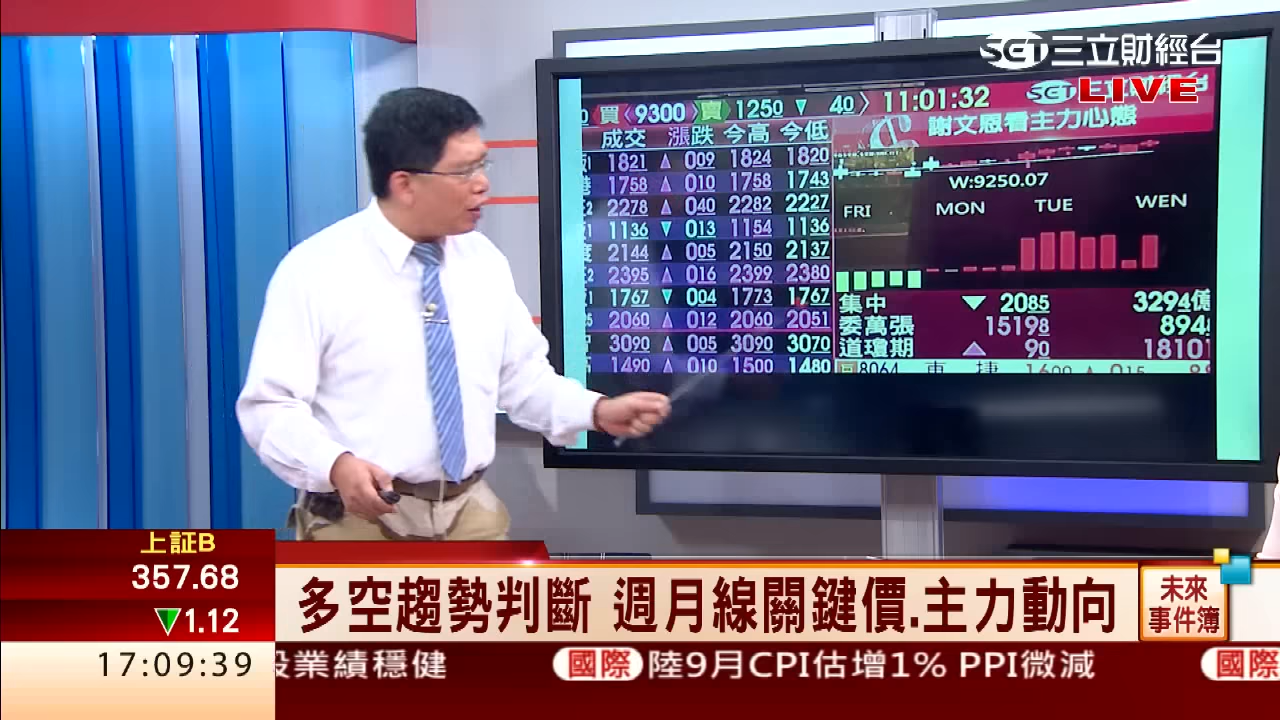 SET三立財經台
LIVE
買 9300 賣 1250 ▼ 40 11:01:32
謝文恩看主力心態
成交 漲跌 今高 今低
1821 ▲ 009 1824 1820
1758 ▲ 010 1758 1743
2278 ▲ 040 2282 2227
1136 ▼ 013 1154 1136
2144 ▲ 005 2150 2137
2395 ▲ 016 2399 2380
1767 ▼ 004 1773 1767
2060 ▲ 012 2060 2051
3090 ▲ 005 3090 3070
1490 ▲ 010 1500 1480
W:9250.07
FRI MON TUE WEN
集中 ▼ 2085 3294億
委萬張 151198 894
道瓊期 ▲ 90 18101
8064 東 捷 1600 ▲ 015
上証B
357.68
▼1.12
17:09:39
多空趨勢判斷 週月線關鍵價.主力動向
未來
事件簿
業績穩健 國際 陸9月CPI估增1% PPI微減 國際